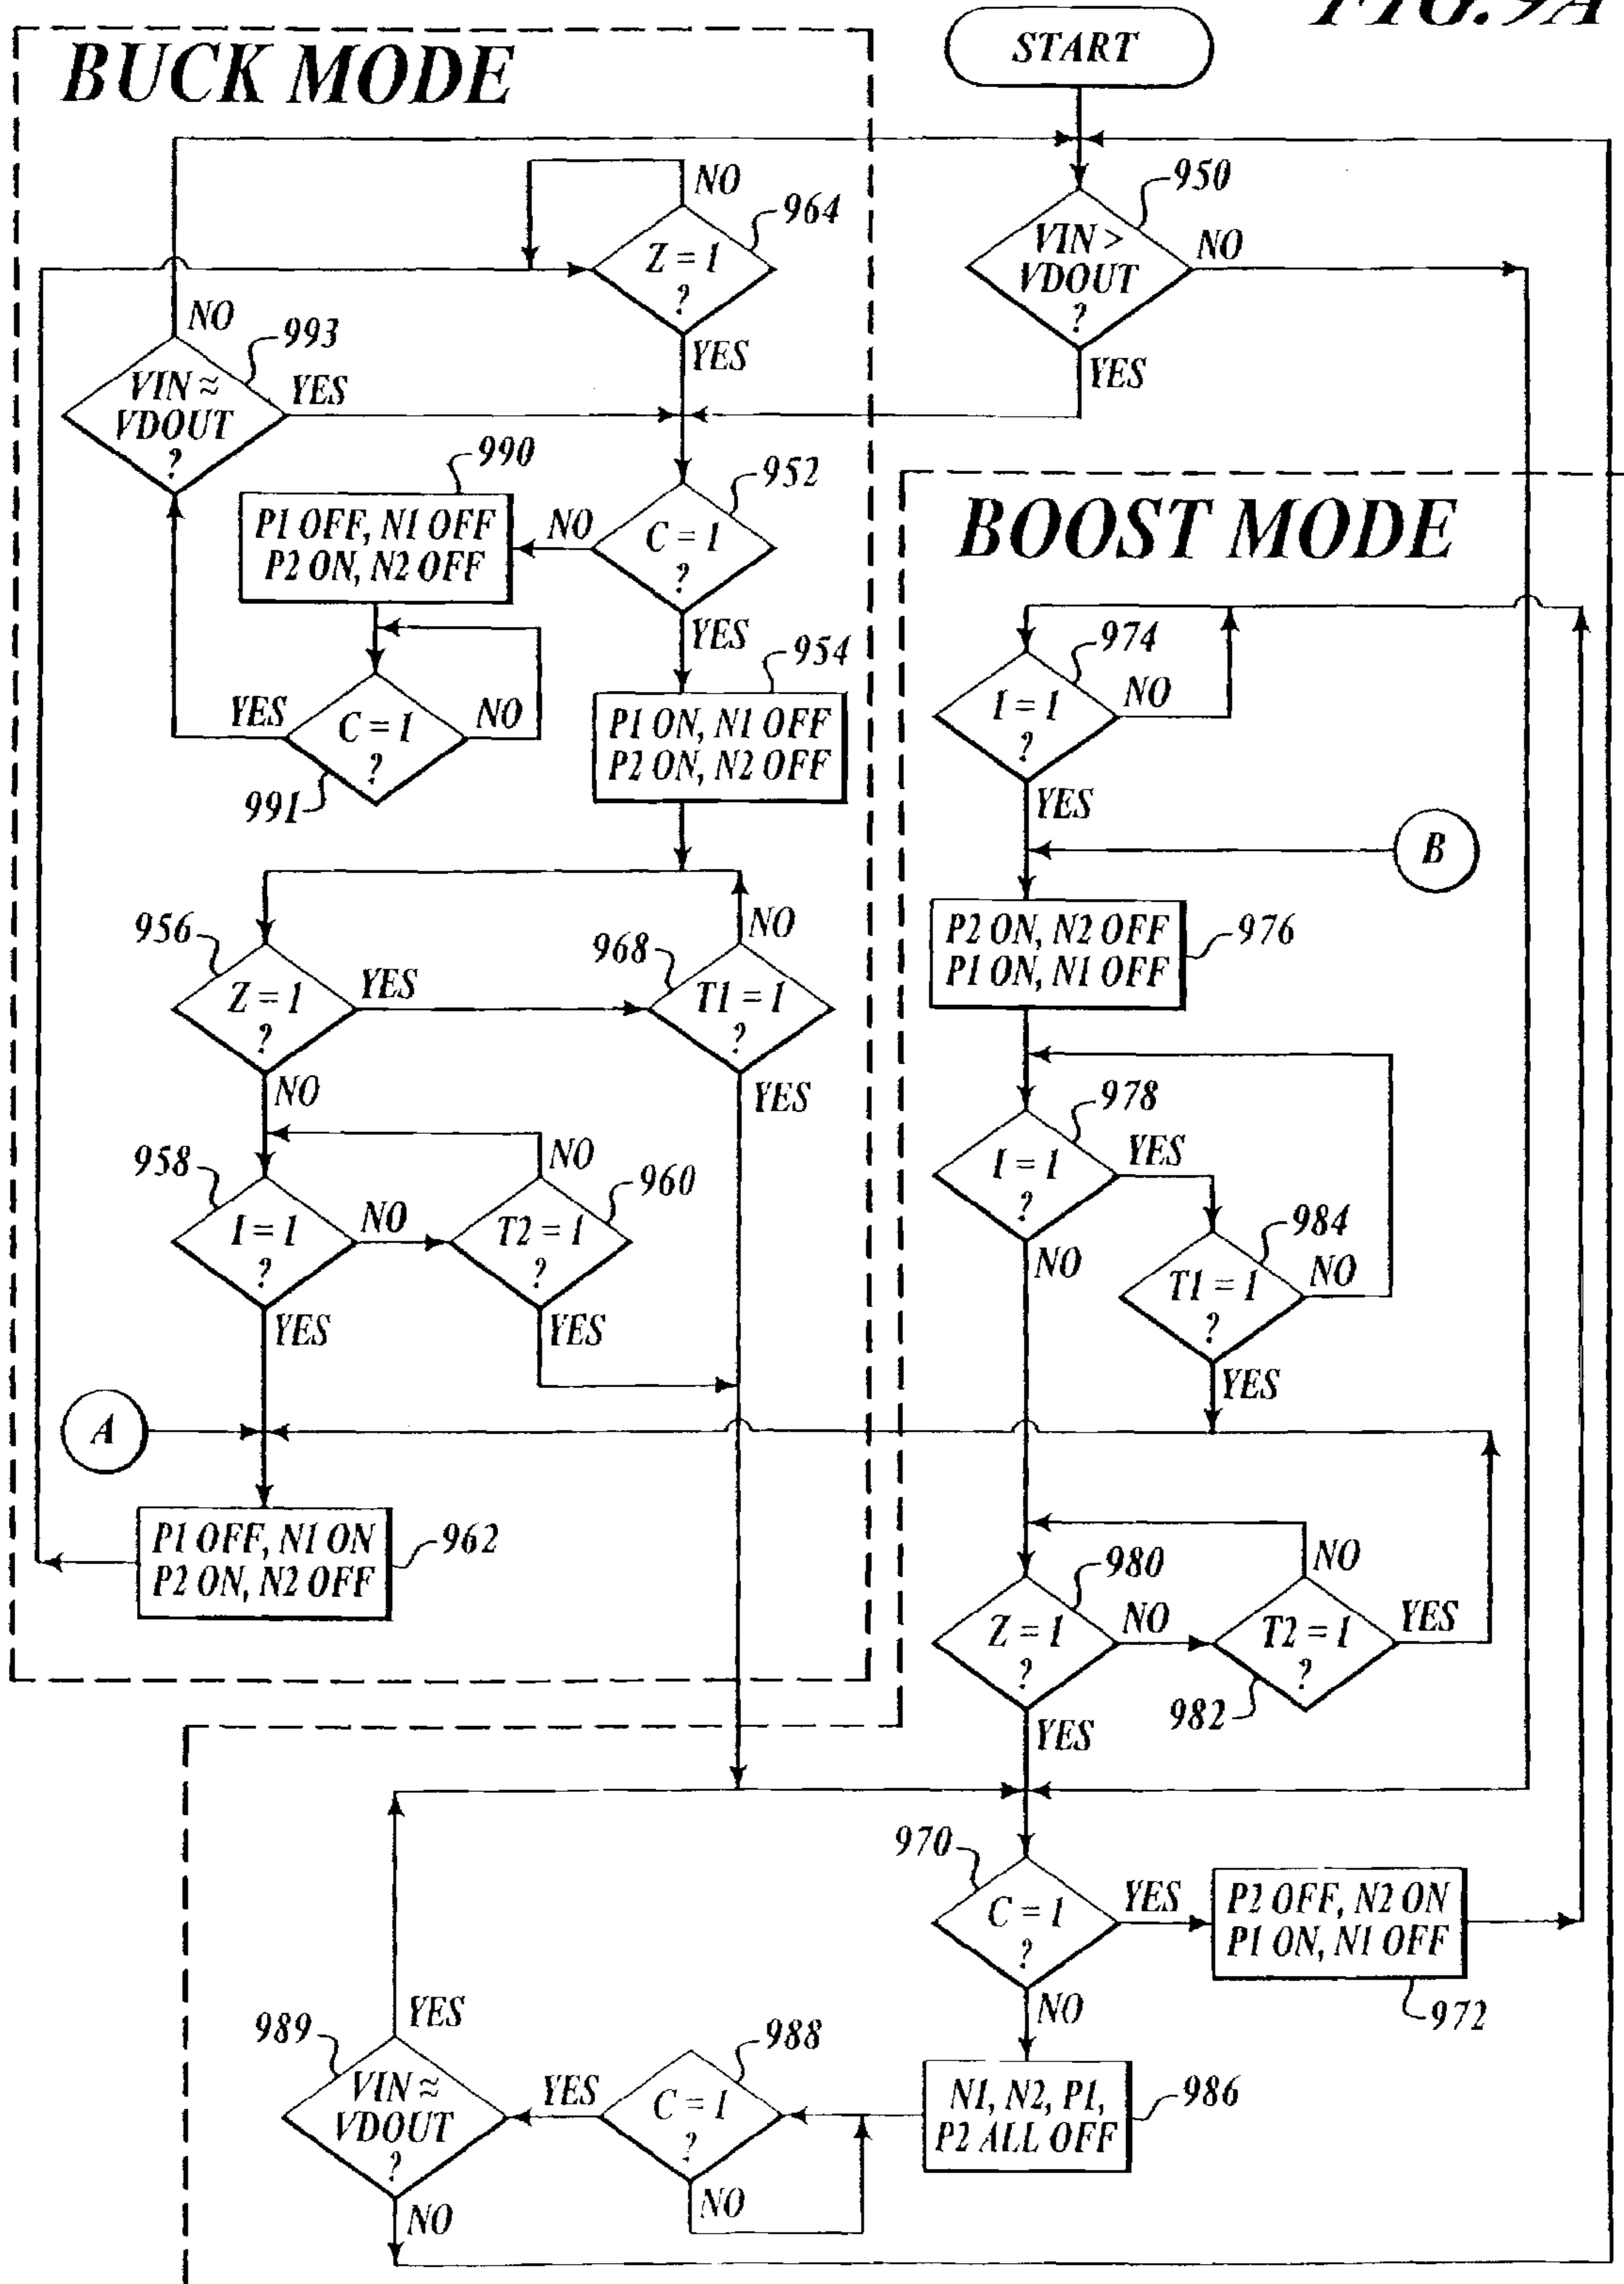 FIG. 9A
START
BUCK MODE
NO
964
Z = 1
?
YES
950
VIN >
VDOUT
?
NO
YES
NO
993
VIN ≈
VDOUT
?
YES
990
P1 OFF, N1 OFF
P2 ON, N2 OFF
NO
952
C = 1
?
YES
YES
C = 1
?
NO
991
954
P1 ON, N1 OFF
P2 ON, N2 OFF
956
Z = 1
?
YES
NO
968
NO
T1 = 1
?
YES
958
I = 1
?
NO
YES
NO
960
T2 = 1
?
YES
A
P1 OFF, N1 ON
P2 ON, N2 OFF
962
BOOST MODE
974
I = 1
?
NO
YES
B
P2 ON, N2 OFF
P1 ON, N1 OFF
976
978
I = 1
?
YES
NO
984
T1 = 1
?
NO
YES
980
Z = 1
?
NO
YES
NO
T2 = 1
?
YES
982
970
C = 1
?
YES
NO
P2 OFF, N2 ON
P1 ON, N1 OFF
972
N1, N2, P1,
P2 ALL OFF
986
988
C = 1
?
YES
NO
989
YES
VIN ≈
VDOUT
?
NO